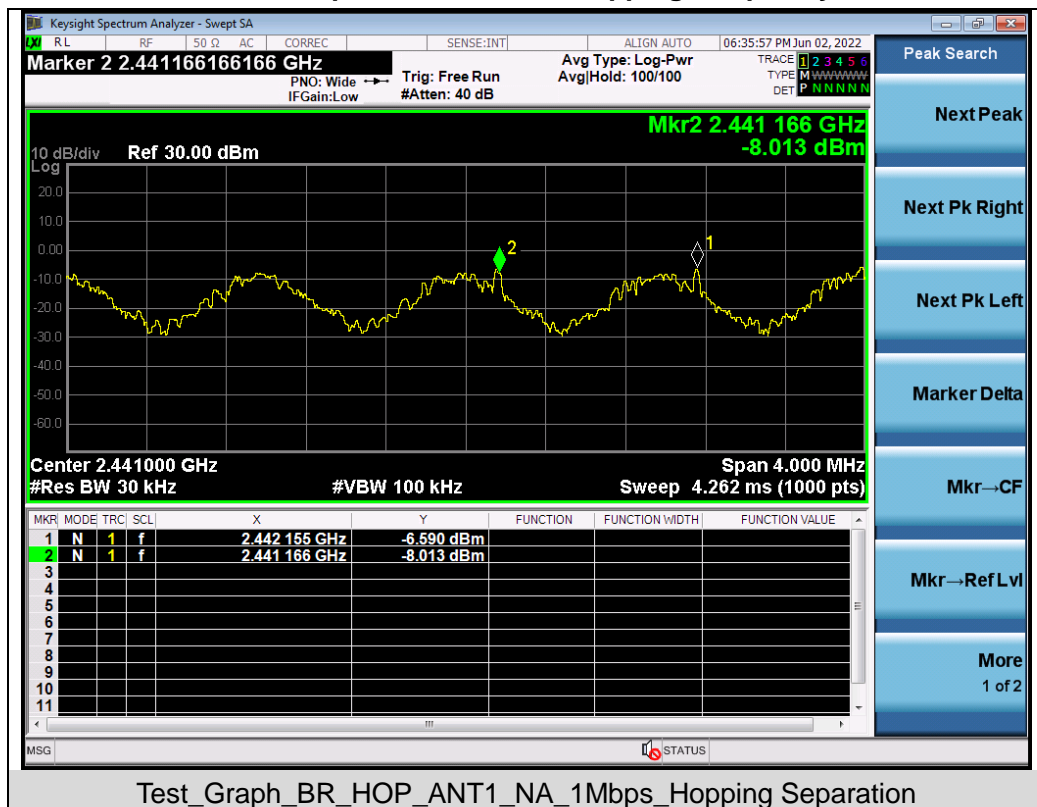 Keysight Spectrum Analyzer - Swept SA
LXI RL RF 50 Ω AC CORREC SENSE:INT ALIGN AUTO 06:35:57 PM Jun 02, 2022
Marker 2 2.441166166166 GHz
PNO: Wide
IFGain:Low
Trig: Free Run
#Atten: 40 dB
Avg Type: Log-Pwr
Avg|Hold: 100/100
TRACE 1 2 3 4 5 6
TYPE M WWWWW
DET P N N N N N
Mkr2 2.441 166 GHz
-8.013 dBm
10 dB/div Ref 30.00 dBm
Log
20.0
10.0
0.00
-10.0
-20.0
-30.0
-40.0
-50.0
-60.0
2
1
Center 2.441000 GHz Span 4.000 MHz
#Res BW 30 kHz #VBW 100 kHz Sweep 4.262 ms (1000 pts)
MKR MODE TRC SCL X Y FUNCTION FUNCTION WIDTH FUNCTION VALUE
1 N 1 f 2.442 155 GHz -6.590 dBm
2 N 1 f 2.441 166 GHz -8.013 dBm
3
4
5
6
7
8
9
10
11
MSG STATUS
Peak Search
Next Peak
Next Pk Right
Next Pk Left
Marker Delta
Mkr→CF
Mkr→Ref Lvl
More
1 of 2
Test_Graph_BR_HOP_ANT1_NA_1Mbps_Hopping Separation